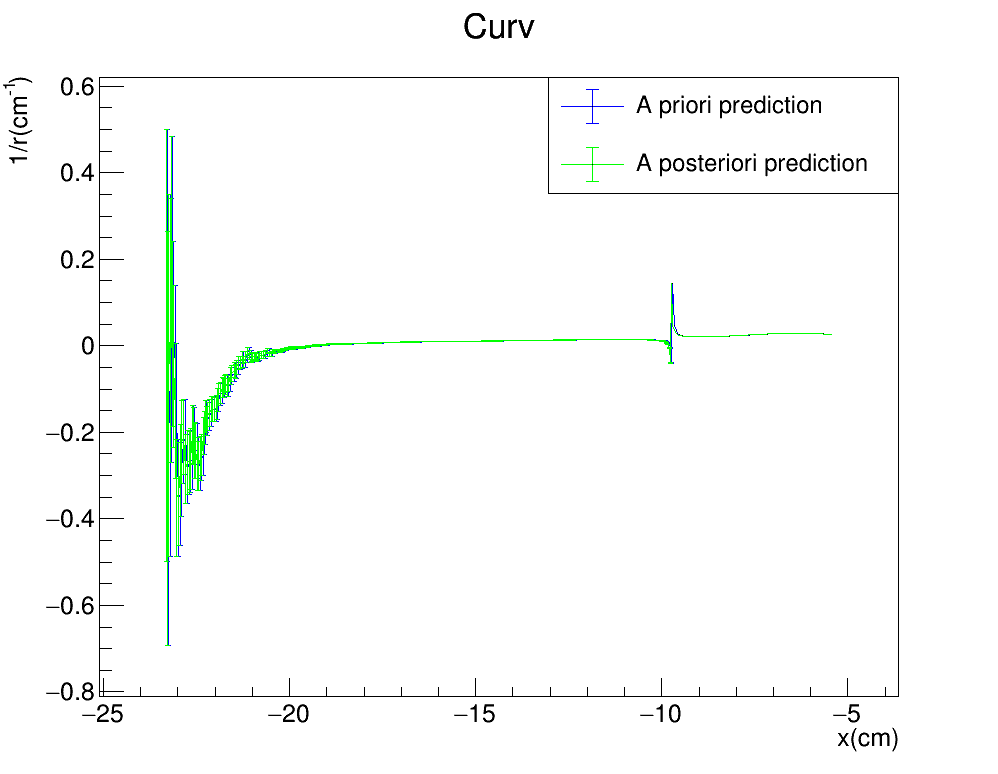 Curv
1/r(cm⁻¹)
0.6
0.4
0.2
0
−0.2
−0.4
−0.6
−0.8
A priori prediction
A posteriori prediction
−25 −20 −15 −10 −5
x(cm)